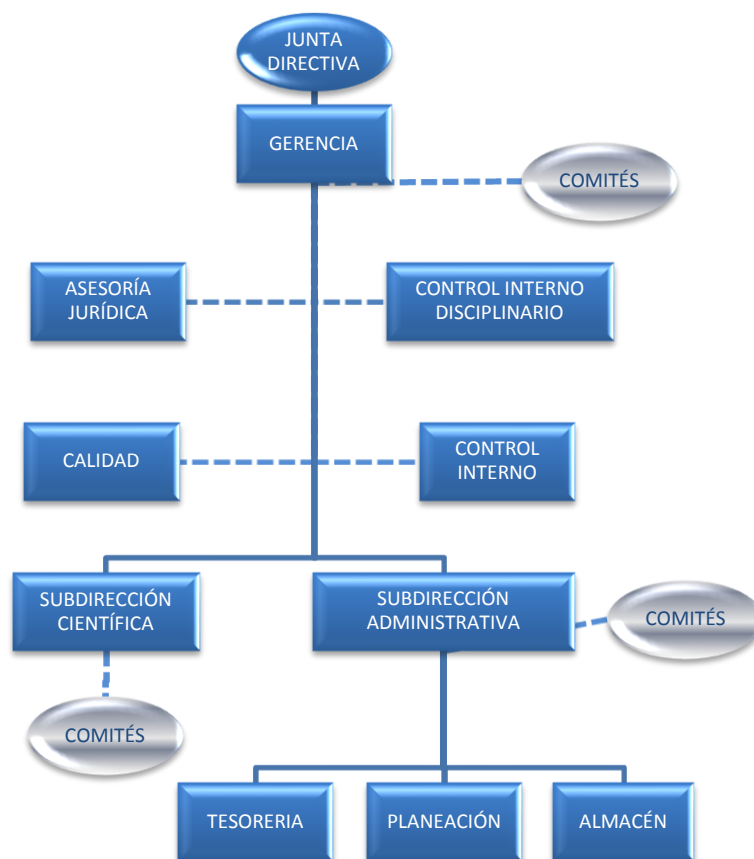 JUNTA
DIRECTIVA
GERENCIA
COMITÉS
ASESORÍA
JURÍDICA
CONTROL INTERNO
DISCIPLINARIO
CALIDAD
CONTROL
INTERNO
SUBDIRECCIÓN
CIENTÍFICA
SUBDIRECCIÓN
ADMINISTRATIVA
COMITÉS
COMITÉS
TESORERIA
PLANEACIÓN
ALMACÉN